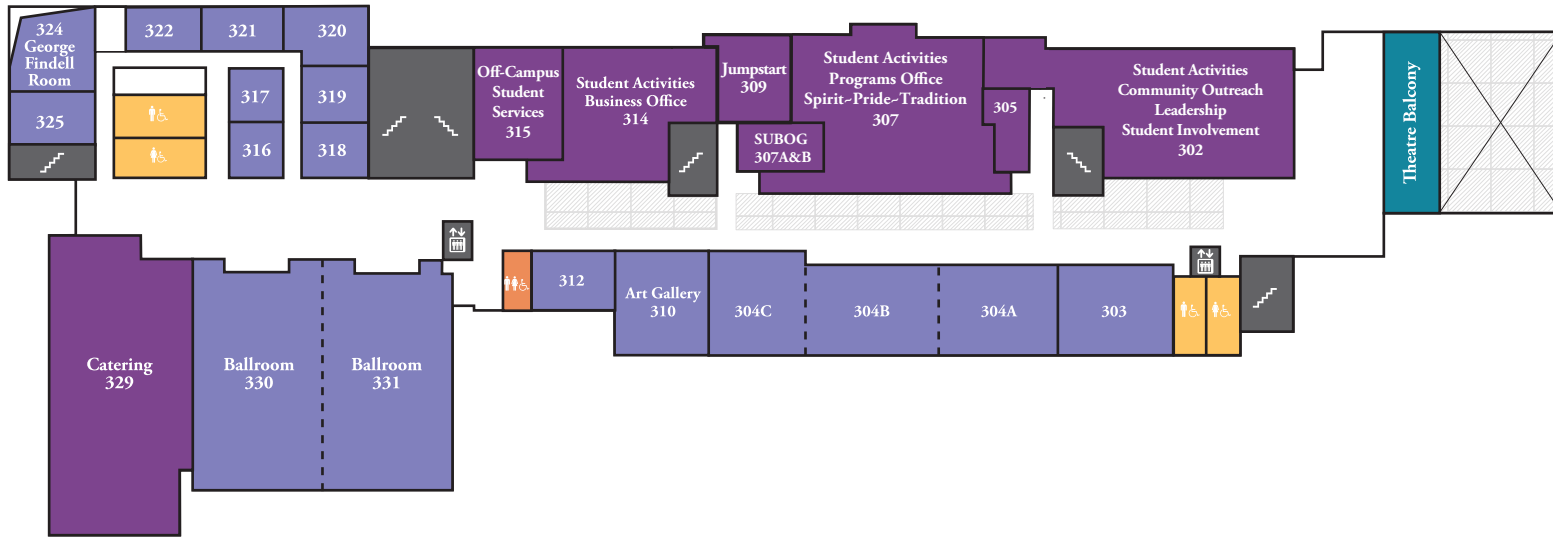 324
George
Findell
Room
322
321
320
325
317
319
316
318
Off-Campus
Student
Services
315
Student Activities
Business Office
314
Jumpstart
309
SUBOG
307A&B
Student Activities
Programs Office
Spirit~Pride~Tradition
307
305
Student Activities
Community Outreach
Leadership
Student Involvement
302
Theatre Balcony
Catering
329
Ballroom
330
Ballroom
331
312
Art Gallery
310
304C
304B
304A
303